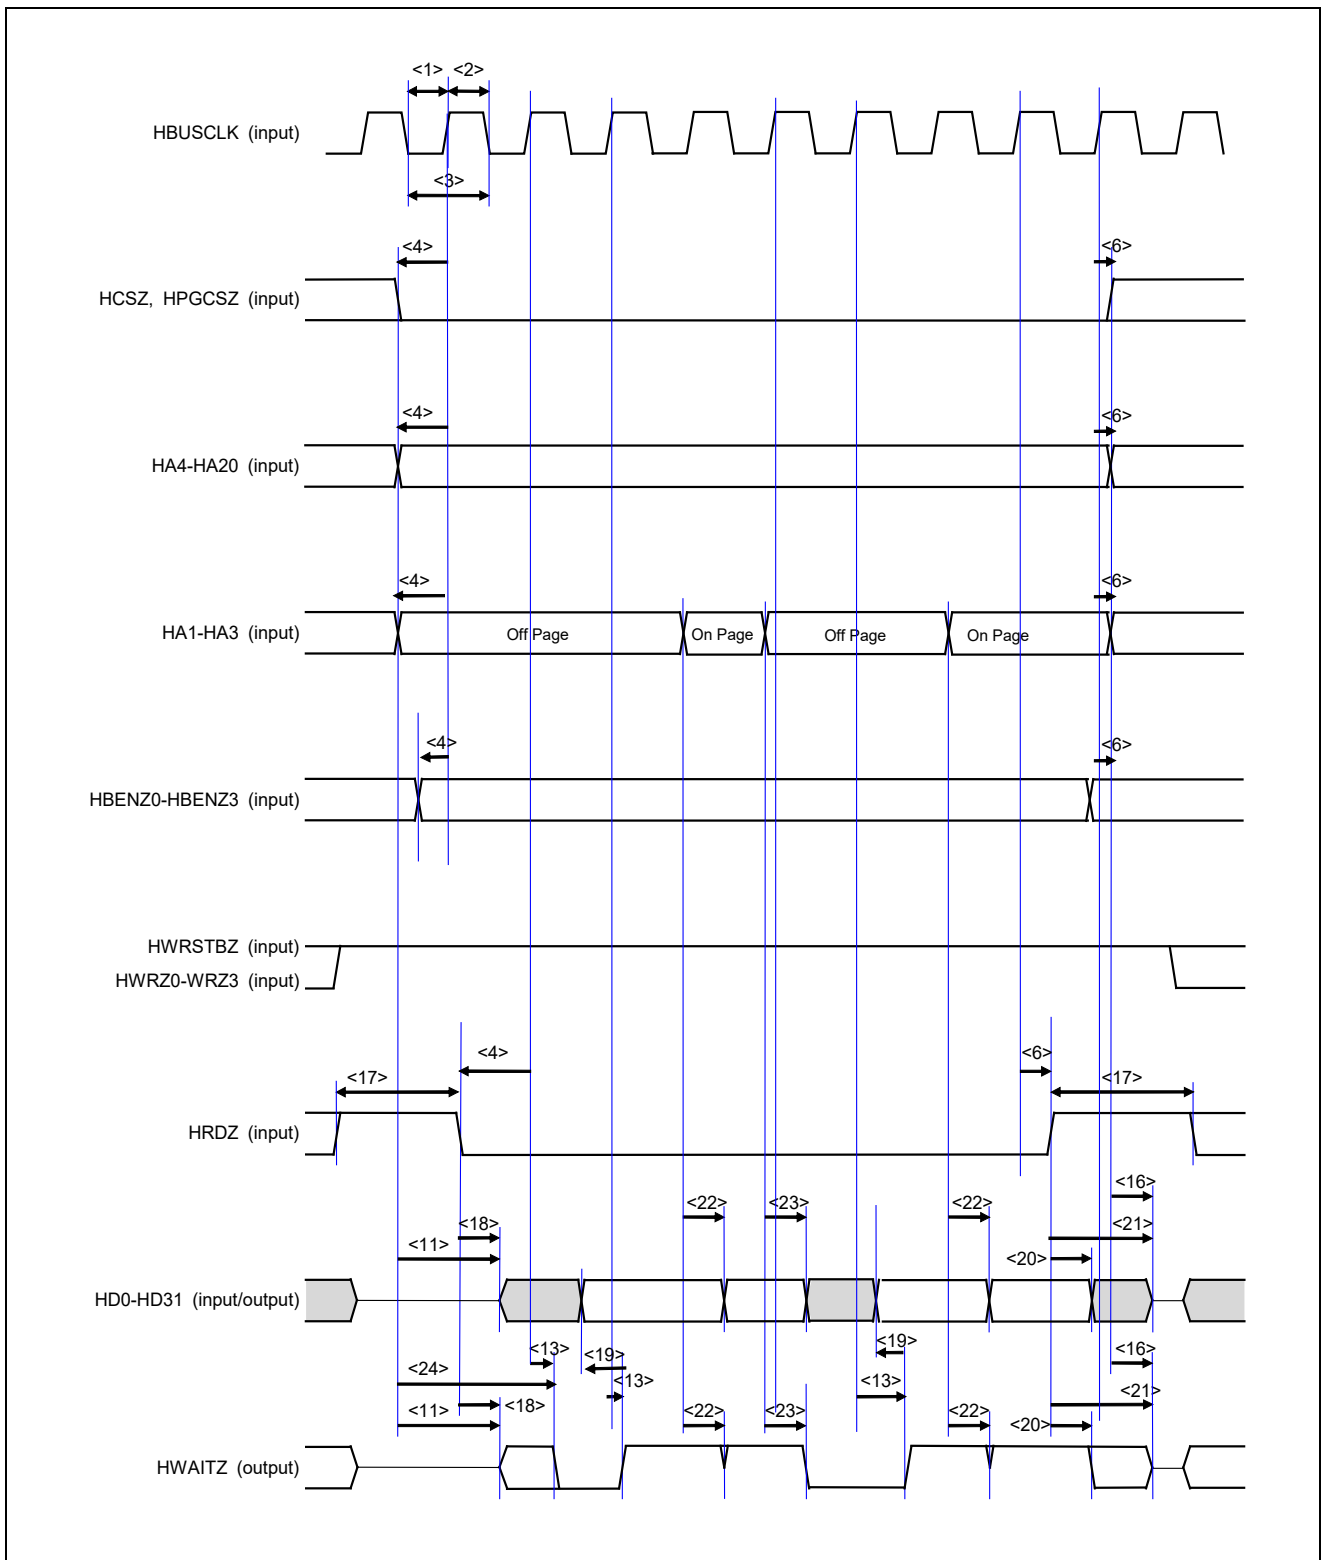 <1> <2>
HBUSCLK (input)
<3>
<4> <6>
HCSZ, HPGCSZ (input)
<4> <6>
HA4-HA20 (input)
<4> <6>
HA1-HA3 (input) Off Page On Page Off Page On Page
<4> <6>
HBENZ0-HBENZ3 (input)
HWRSTBZ (input)
HWRZ0-WRZ3 (input)
<4> <6>
<17> <17>
HRDZ (input)
<16>
<22> <23> <22>
<18> <21>
<11> <20>
HD0-HD31 (input/output)
<13> <19> <19> <16>
<24> <13> <13> <21>
<11> <18> <22> <23> <22> <20>
HWAITZ (output)